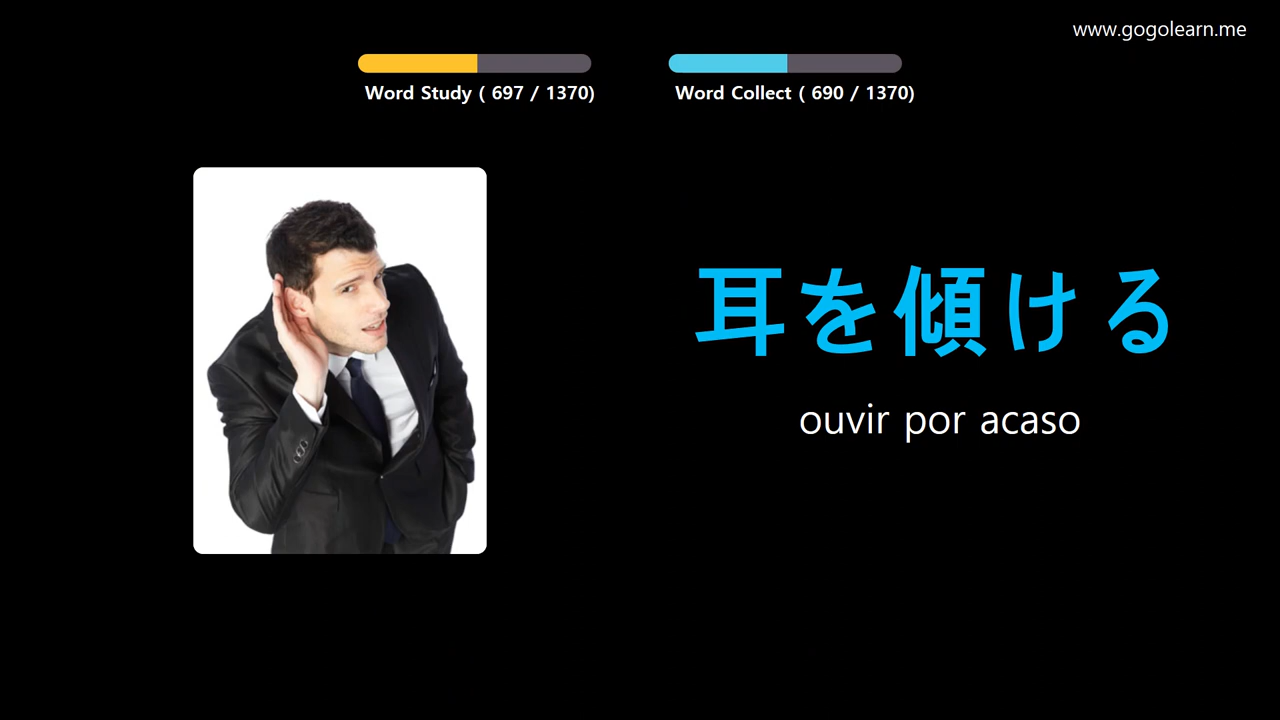 www.gogolearn.me
Word Study ( 697 / 1370)
Word Collect ( 690 / 1370)
耳を傾ける
ouvir por acaso